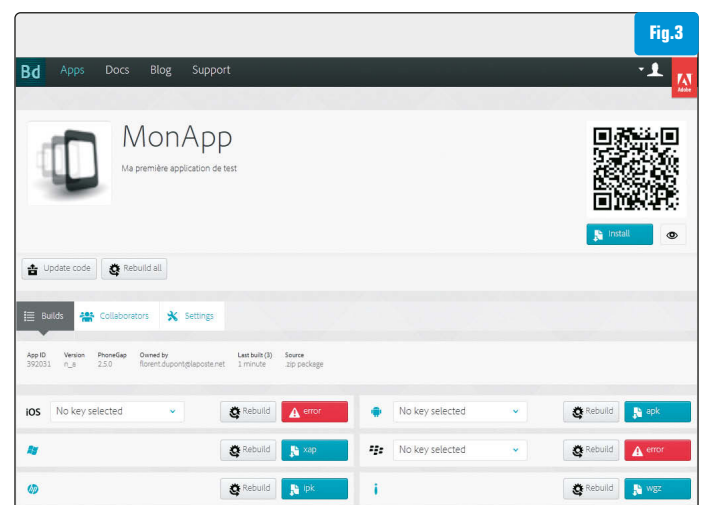 Fig.3
Bd Apps Docs Blog Support
Adobe
MonApp
Ma première application de test
Install
Update code Rebuild all
Builds Collaborators Settings
App ID Version PhoneGap Owned by Last built (3) Source
392031 n_a 2.5.0 florent.dupont@laposte.net 1 minute .zip package
iOS No key selected Rebuild error No key selected Rebuild apk
Rebuild xap No key selected Rebuild error
hp Rebuild ipk Rebuild wgz